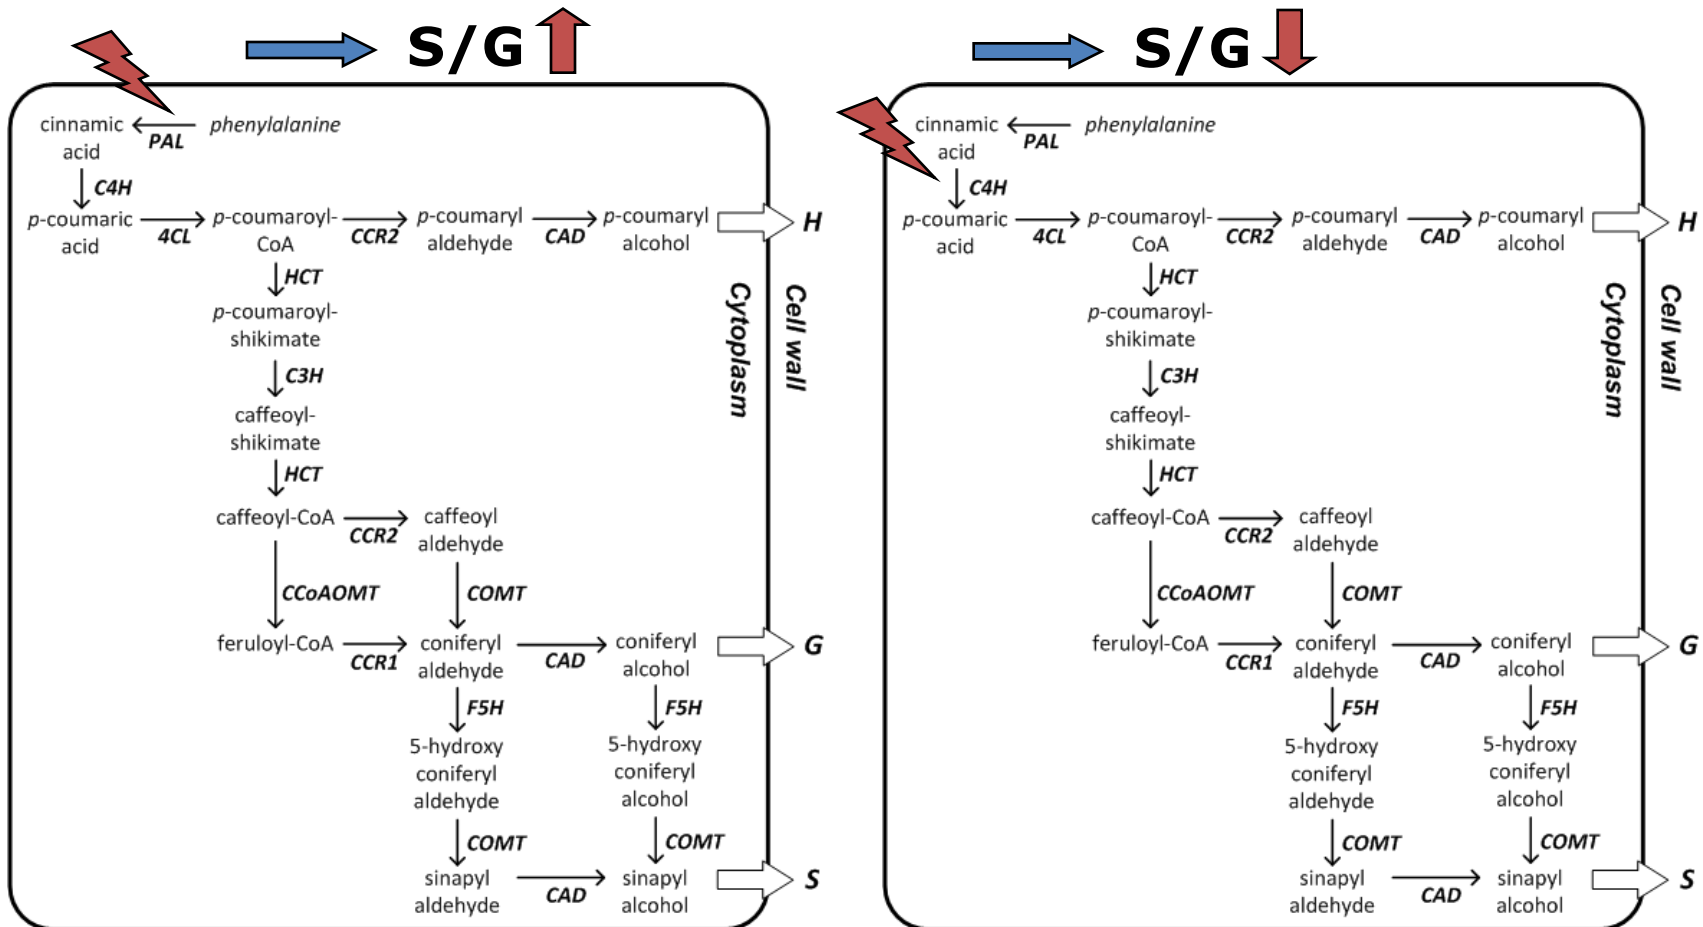 S/G
cinnamic
acid
PAL
phenylalanine
C4H
p-coumaric
acid
4CL
p-coumaroyl-
CoA
CCR2
p-coumaryl
aldehyde
CAD
p-coumaryl
alcohol
H
HCT
p-coumaroyl-
shikimate
Cytoplasm
Cell wall
C3H
caffeoyl-
shikimate
HCT
caffeoyl-CoA
CCR2
caffeoyl
aldehyde
CCoAOMT
COMT
feruloyl-CoA
CCR1
coniferyl
aldehyde
CAD
coniferyl
alcohol
G
F5H
F5H
5-hydroxy
coniferyl
aldehyde
5-hydroxy
coniferyl
alcohol
COMT
COMT
sinapyl
aldehyde
CAD
sinapyl
alcohol
S
S/G
cinnamic
acid
PAL
phenylalanine
C4H
p-coumaric
acid
4CL
p-coumaroyl-
CoA
CCR2
p-coumaryl
aldehyde
CAD
p-coumaryl
alcohol
H
HCT
p-coumaroyl-
shikimate
Cytoplasm
Cell wall
C3H
caffeoyl-
shikimate
HCT
caffeoyl-CoA
CCR2
caffeoyl
aldehyde
CCoAOMT
COMT
feruloyl-CoA
CCR1
coniferyl
aldehyde
CAD
coniferyl
alcohol
G
F5H
F5H
5-hydroxy
coniferyl
aldehyde
5-hydroxy
coniferyl
alcohol
COMT
COMT
sinapyl
aldehyde
CAD
sinapyl
alcohol
S